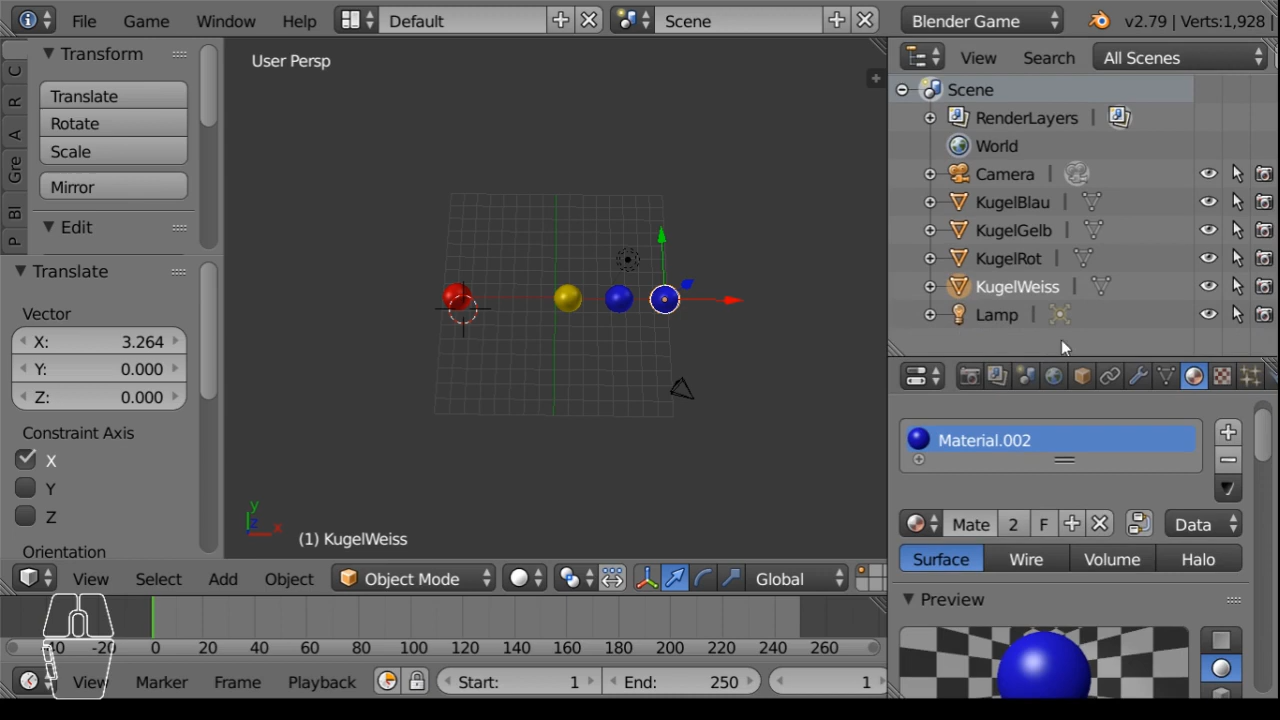 File Game Window Help Default Scene Blender Game v2.79 | Verts:1,928 |
Transform
Translate
Rotate
Scale
Mirror
Edit
C
R
A
Gre
Bl
P
Translate
Vector
X: 3.264
Y: 0.000
Z: 0.000
Constraint Axis
X
Y
Z
Orientation
User Persp
y
z
x
(1) KugelWeiss
View Search All Scenes
Scene
RenderLayers |
World
Camera |
KugelBlau |
KugelGelb |
KugelRot |
KugelWeiss |
Lamp |
Material.002
Mate 2 F Data
Surface Wire Volume Halo
Preview
View Select Add Object Object Mode Global
-20 0 20 40 60 80 100 120 140 160 180 200 220 240 260
View Marker Frame Playback Start: 1 End: 250 1